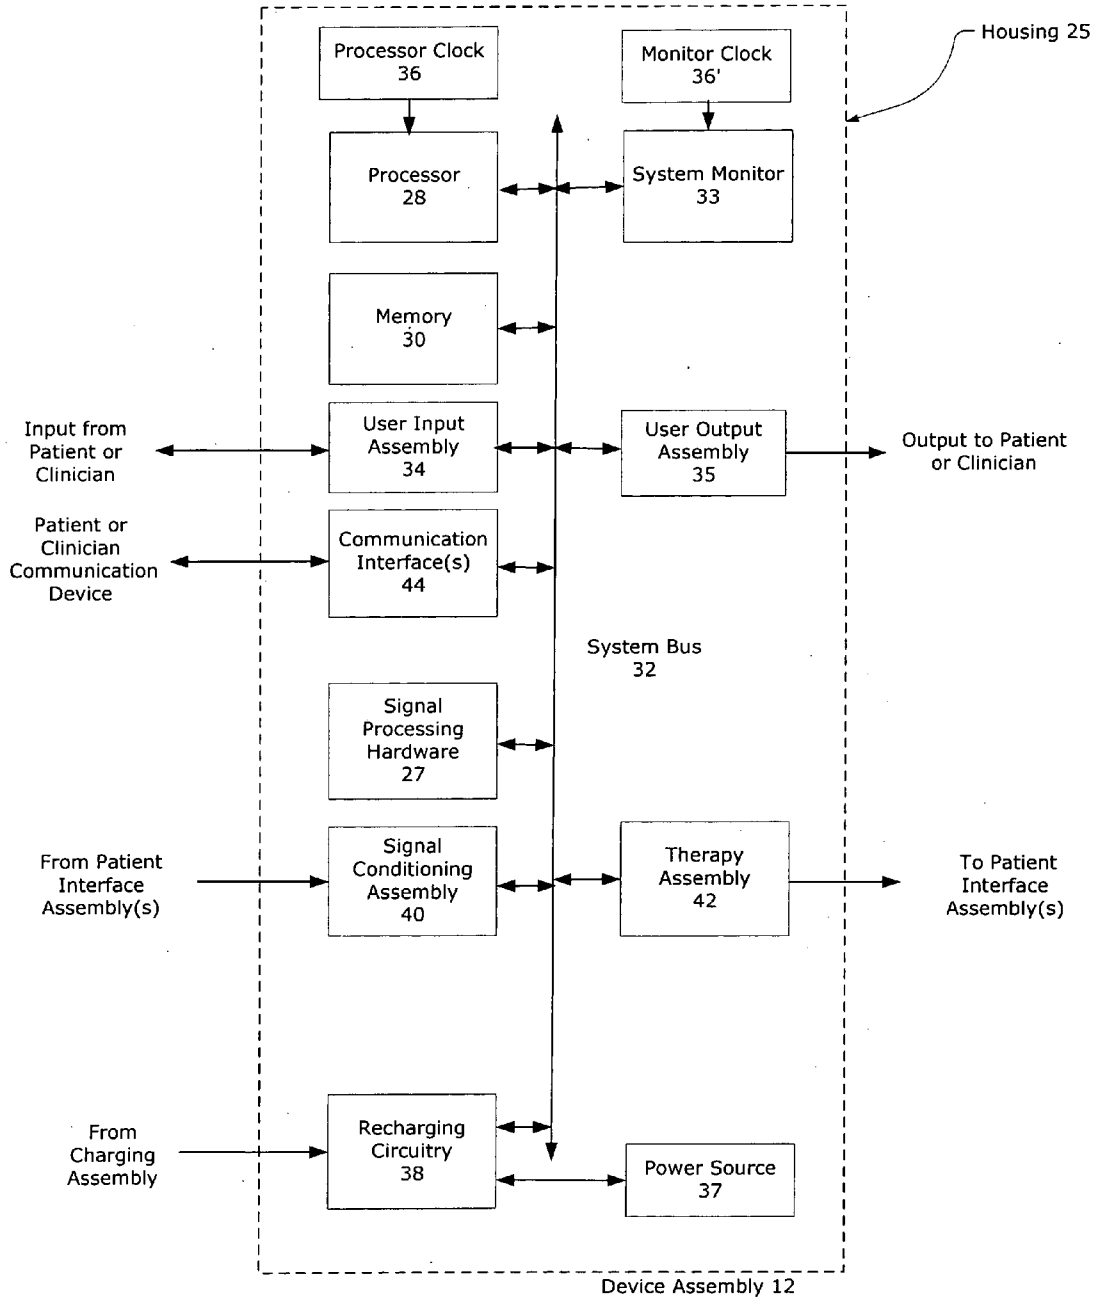 Housing 25
Processor Clock
36
Monitor Clock
36'
Processor
28
System Monitor
33
Memory
30
Input from
Patient or
Clinician
User Input
Assembly
34
User Output
Assembly
35
Output to Patient
or Clinician
Patient or
Clinician
Communication
Device
Communication
Interface(s)
44
System Bus
32
Signal
Processing
Hardware
27
From Patient
Interface
Assembly(s)
Signal
Conditioning
Assembly
40
Therapy
Assembly
42
To Patient
Interface
Assembly(s)
From
Charging
Assembly
Recharging
Circuitry
38
Power Source
37
Device Assembly 12